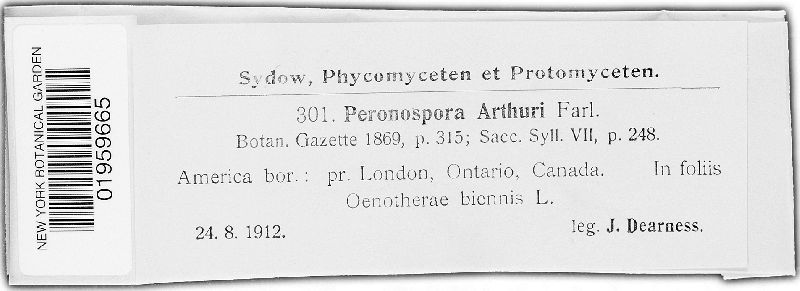 NEW YORK BOTANICAL GARDEN
01959665
Sydow, Phycomyceten et Protomyceten.
301. Peronospora Arthuri Farl.
Botan. Gazette 1869, p. 315; Sacc. Syll. VII, p. 248.
America bor.: pr. London, Ontario, Canada. In foliis
Oenotherae biennis L.
24. 8. 1912. leg. J. Dearness.